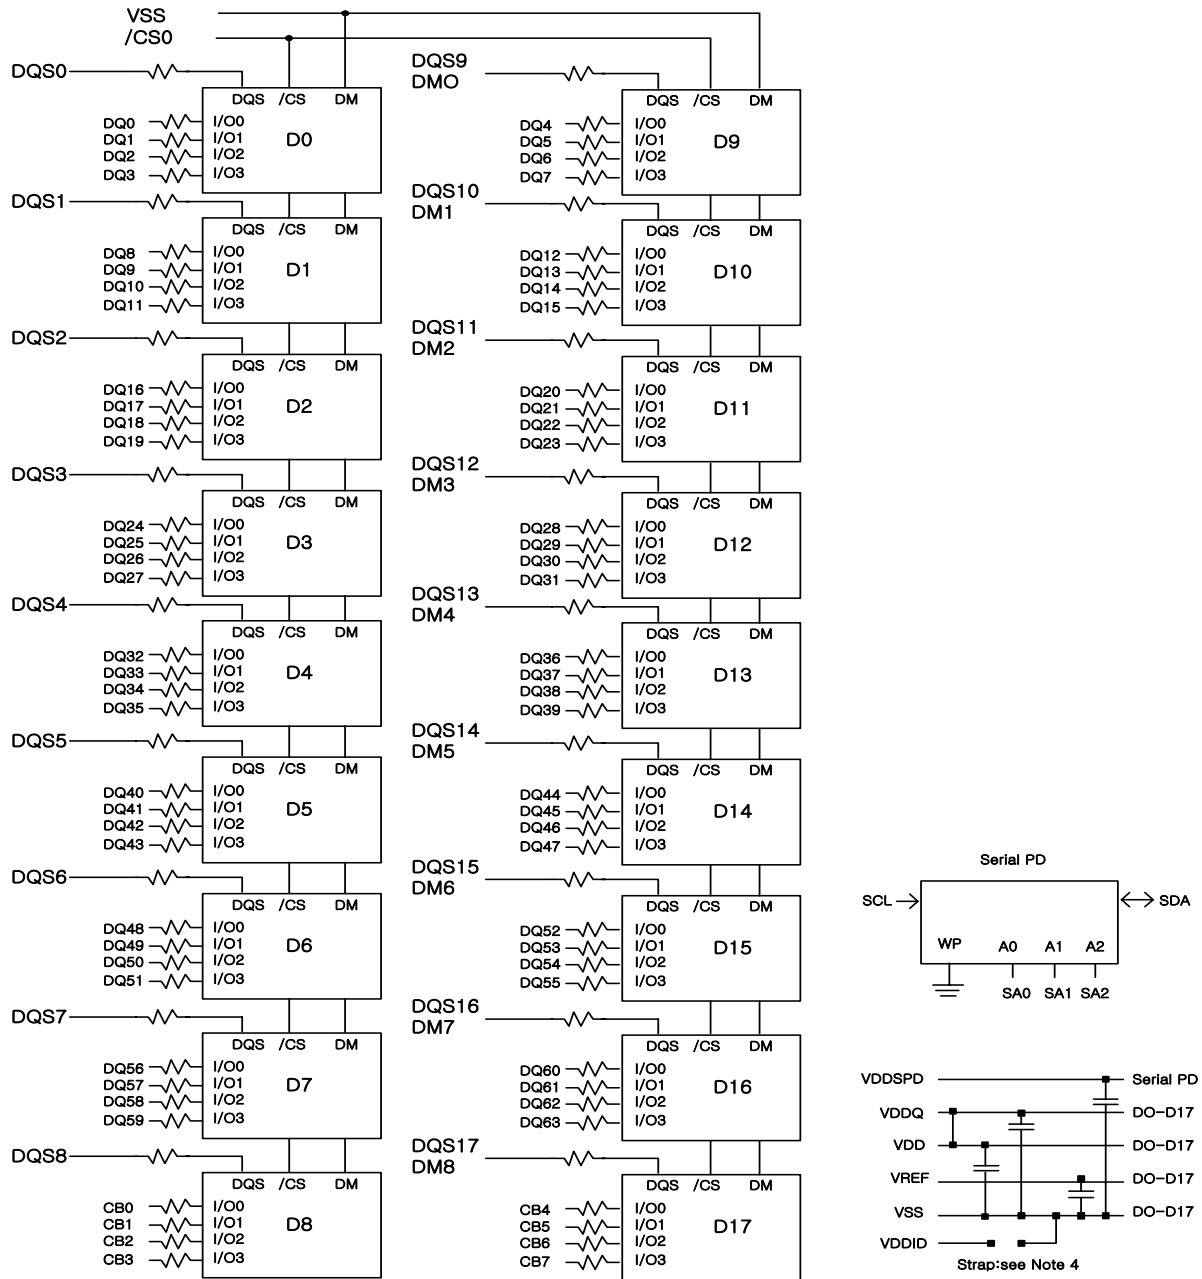 VSS
/CS0
DQS0
DQS /CS DM
DQ0 I/O0
DQ1 I/O1
DQ2 I/O2
DQ3 I/O3
D0
DQS1
DQS /CS DM
DQ8 I/O0
DQ9 I/O1
DQ10 I/O2
DQ11 I/O3
D1
DQS2
DQS /CS DM
DQ16 I/O0
DQ17 I/O1
DQ18 I/O2
DQ19 I/O3
D2
DQS3
DQS /CS DM
DQ24 I/O0
DQ25 I/O1
DQ26 I/O2
DQ27 I/O3
D3
DQS4
DQS /CS DM
DQ32 I/O0
DQ33 I/O1
DQ34 I/O2
DQ35 I/O3
D4
DQS5
DQS /CS DM
DQ40 I/O0
DQ41 I/O1
DQ42 I/O2
DQ43 I/O3
D5
DQS6
DQS /CS DM
DQ48 I/O0
DQ49 I/O1
DQ50 I/O2
DQ51 I/O3
D6
DQS7
DQS /CS DM
DQ56 I/O0
DQ57 I/O1
DQ58 I/O2
DQ59 I/O3
D7
DQS8
DQS /CS DM
CB0 I/O0
CB1 I/O1
CB2 I/O2
CB3 I/O3
D8
DQS9
DMO
DQS /CS DM
DQ4 I/O0
DQ5 I/O1
DQ6 I/O2
DQ7 I/O3
D9
DQS10
DM1
DQS /CS DM
DQ12 I/O0
DQ13 I/O1
DQ14 I/O2
DQ15 I/O3
D10
DQS11
DM2
DQS /CS DM
DQ20 I/O0
DQ21 I/O1
DQ22 I/O2
DQ23 I/O3
D11
DQS12
DM3
DQS /CS DM
DQ28 I/O0
DQ29 I/O1
DQ30 I/O2
DQ31 I/O3
D12
DQS13
DM4
DQS /CS DM
DQ36 I/O0
DQ37 I/O1
DQ38 I/O2
DQ39 I/O3
D13
DQS14
DM5
DQS /CS DM
DQ44 I/O0
DQ45 I/O1
DQ46 I/O2
DQ47 I/O3
D14
DQS15
DM6
DQS /CS DM
DQ52 I/O0
DQ53 I/O1
DQ54 I/O2
DQ55 I/O3
D15
DQS16
DM7
DQS /CS DM
DQ60 I/O0
DQ61 I/O1
DQ62 I/O2
DQ63 I/O3
D16
DQS17
DM8
DQS /CS DM
CB4 I/O0
CB5 I/O1
CB6 I/O2
CB7 I/O3
D17
Serial PD
SCL SDA
WP A0 A1 A2
SA0 SA1 SA2
VDDSPD Serial PD
VDDQ DO-D17
VDD DO-D17
VREF DO-D17
VSS DO-D17
VDDID
Strap:see Note 4